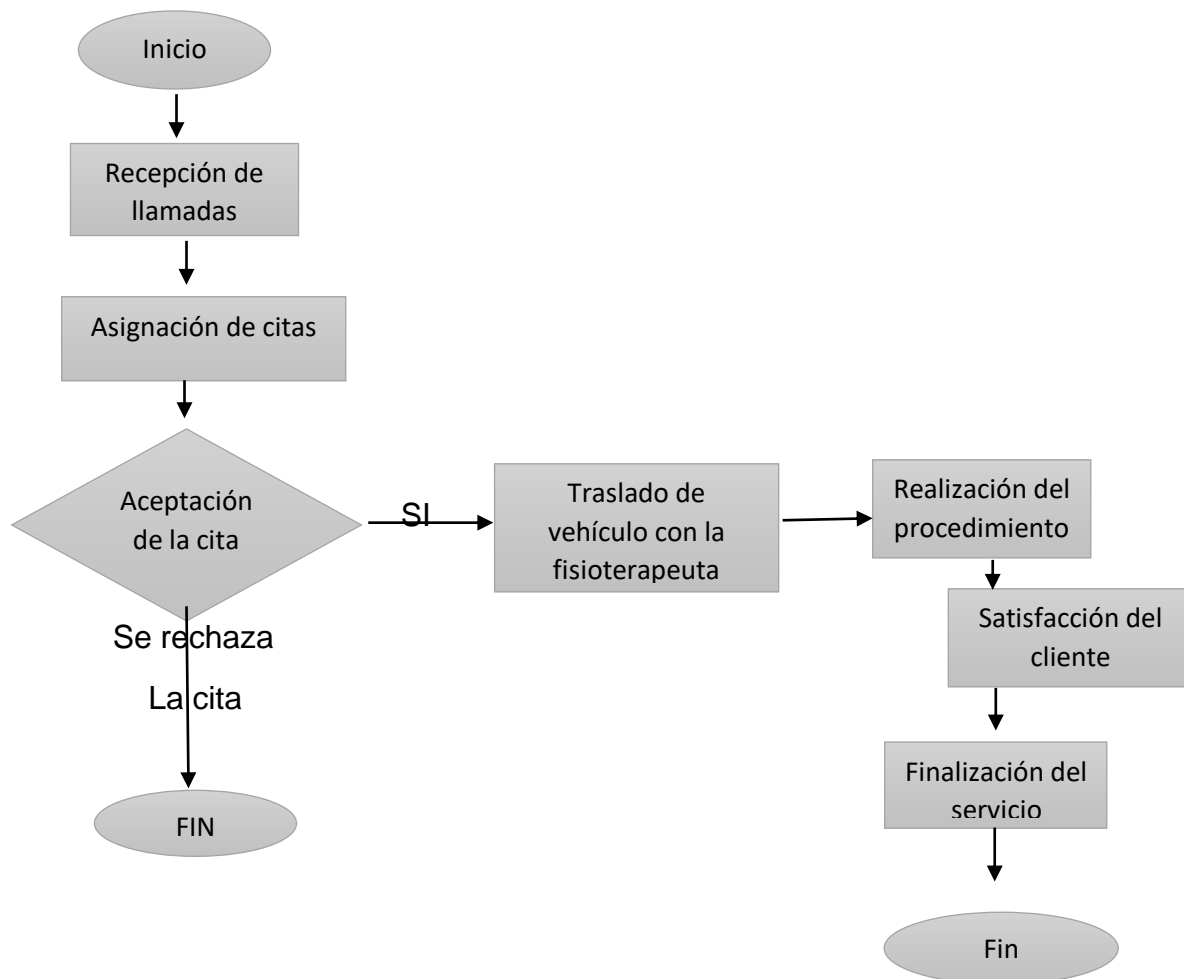 Inicio
Recepción de
llamadas
Asignación de citas
Aceptación
de la cita
SI
Traslado de
vehículo con la
fisioterapeuta
Realización del
procedimiento
Satisfacción del
cliente
Finalización del
servicio
Fin
Se rechaza
La cita
FIN